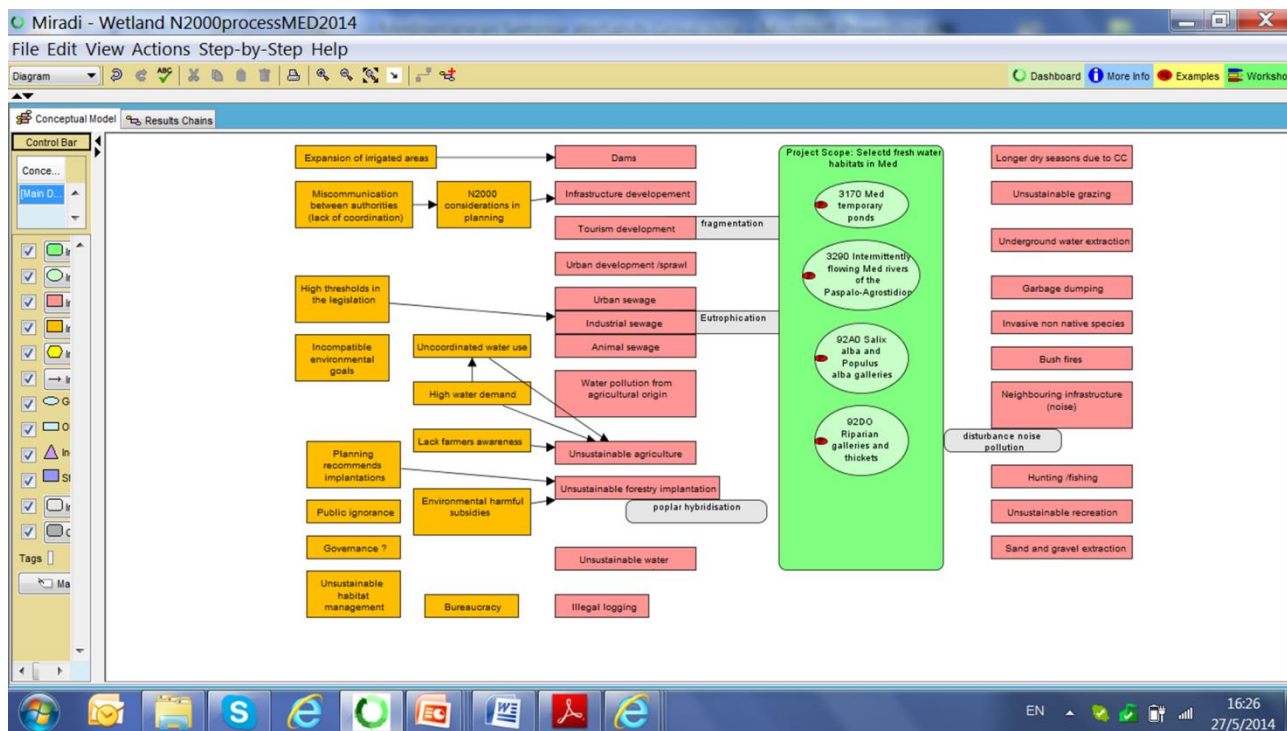 Miradi - Wetland N2000processMED2014
File Edit View Actions Step-by-Step Help
Diagram
ABC
Dashboard
More Info
Examples
Worksho
Conceptual Model
Results Chains
Control Bar
Conce...
[Main D...
Tags
Ma
Expansion of irrigated areas
Miscommunication
between authorities
(lack of coordination)
N2000
considerations in
planning
High thresholds in
the legislation
Incompatible
environmental
goals
Uncoordinated water use
High water demand
Lack farmers awareness
Planning
recommends
implantations
Environmental harmful
subsidies
Public ignorance
Governance ?
Unsustainable
habitat
management
Bureaucracy
Dams
Infrastructure developement
Tourism development
fragmentation
Urban development /sprawl
Urban sewage
Industrial sewage
Eutrophication
Animal sewage
Water pollution from
agricultural origin
Unsustainable agriculture
Unsustainable forestry implantation
poplar hybridisation
Unsustainable water
Illegal logging
Project Scope: Selectd fresh water
habitats in Med
3170 Med
temporary
ponds
3290 Intermittently
flowing Med rivers
of the
Paspalo-Agrostidion
92A0 Salix
alba and
Populus
alba galleries
92DO
Riparian
galleries and
thickets
Longer dry seasons due to CC
Unsustainable grazing
Underground water extraction
Garbage dumping
Invasive non native species
Bush fires
Neighbouring infrastructure
(noise)
disturbance noise
pollution
Hunting /fishing
Unsustainable recreation
Sand and gravel extraction
EN
16:26
27/5/2014